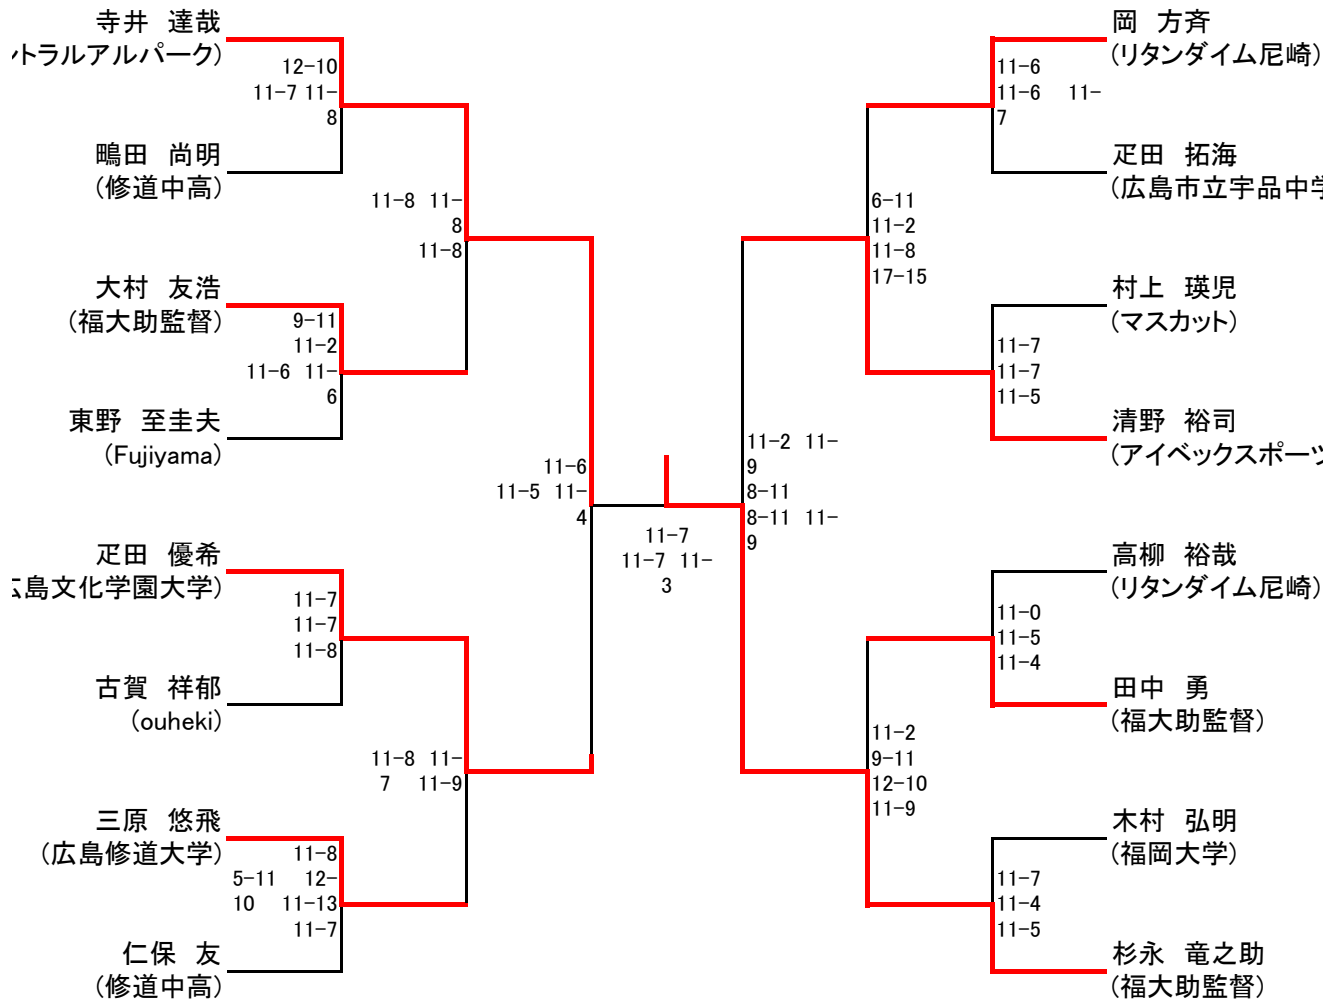 寺井 達哉
ントラルアルパーク)
12-10
11-7 11-
8
鴫田 尚明
(修道中高)
11-8 11-
8
11-8
大村 友浩
(福大助監督)
9-11
11-2
11-6 11-
6
東野 至圭夫
(Fujiyama)
11-6
11-5 11-
4
疋田 優希
広島文化学園大学)
11-7
11-7
11-8
古賀 祥郁
(ouheki)
11-8 11-
7 11-9
三原 悠飛
(広島修道大学)
11-8
5-11 12-
10 11-13
11-7
仁保 友
(修道中高)
11-7
11-7 11-
3
岡 方斉
(リタンダイム尼崎)
11-6
11-6 11-
7
疋田 拓海
(広島市立宇品中学
6-11
11-2
11-8
17-15
村上 瑛児
(マスカット)
11-7
11-7
11-5
清野 裕司
(アイベックスポーツ
11-2 11-
9
8-11
8-11 11-
9
高柳 裕哉
(リタンダイム尼崎)
11-0
11-5
11-4
田中 勇
(福大助監督)
11-2
9-11
12-10
11-9
木村 弘明
(福岡大学)
11-7
11-4
11-5
杉永 竜之助
(福大助監督)